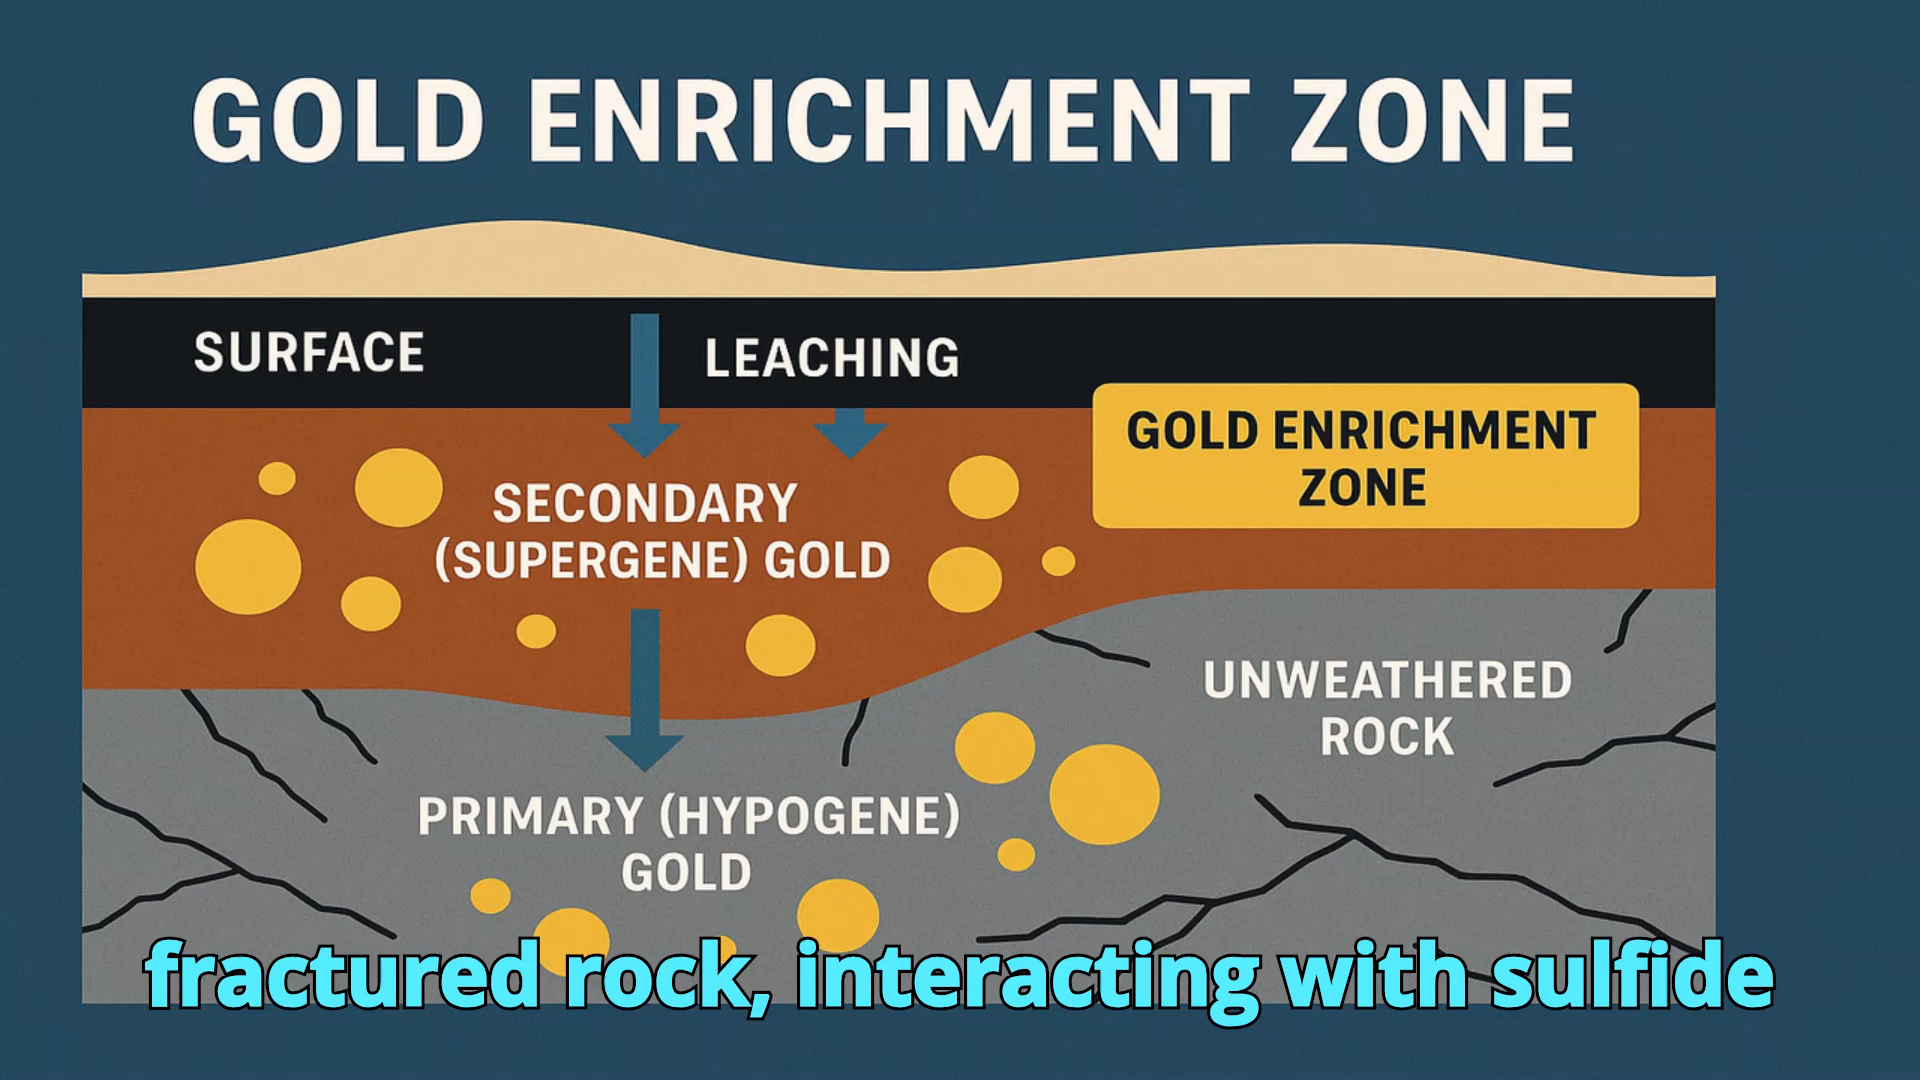 GOLD ENRICHMENT ZONE
SURFACE
LEACHING
GOLD ENRICHMENT
ZONE
SECONDARY
(SUPERGENE) GOLD
UNWEATHERED
ROCK
PRIMARY (HYPOGENE)
GOLD
fractured rock, interacting with sulfide